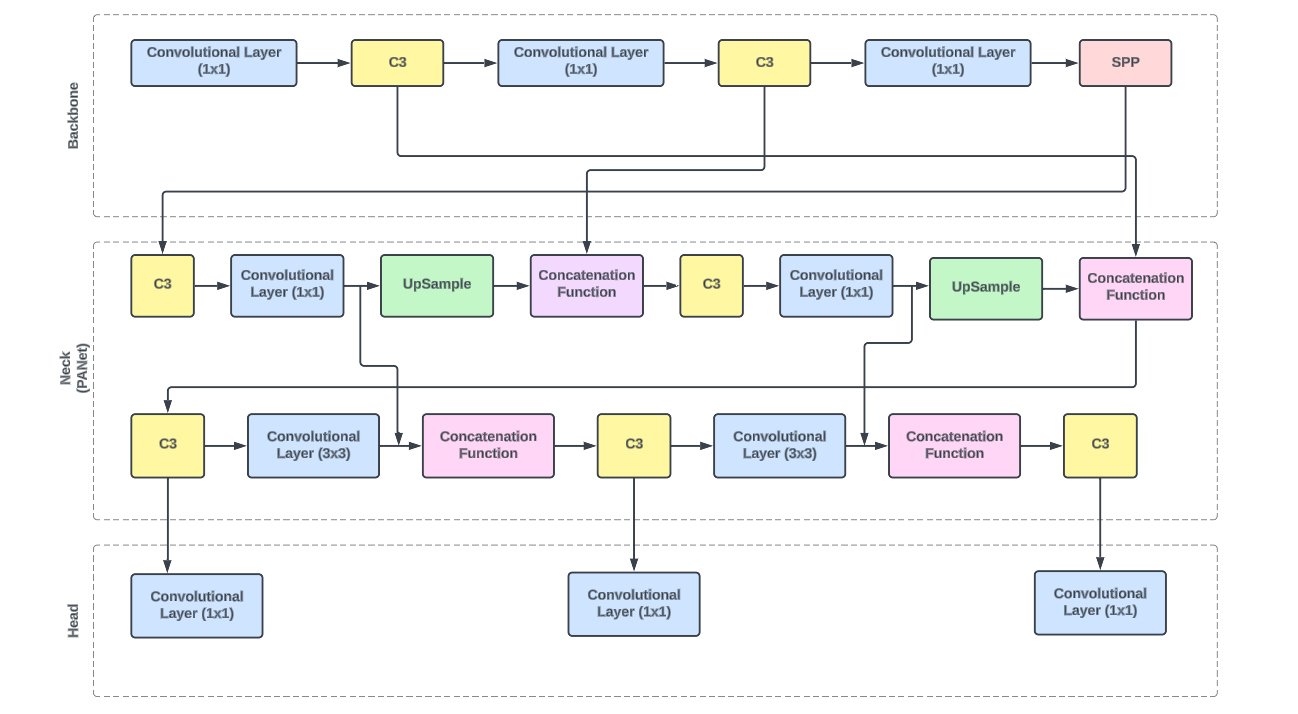 Backbone
Convolutional Layer
(1x1)
C3
Convolutional Layer
(1x1)
C3
Convolutional Layer
(1x1)
SPP
Neck
(PANet)
C3
Convolutional
Layer (1x1)
UpSample
Concatenation
Function
C3
Convolutional
Layer (1x1)
UpSample
Concatenation
Function
C3
Convolutional
Layer (3x3)
Concatenation
Function
C3
Convolutional
Layer (3x3)
Concatenation
Function
C3
Head
Convolutional
Layer (1x1)
Convolutional
Layer (1x1)
Convolutional
Layer (1x1)